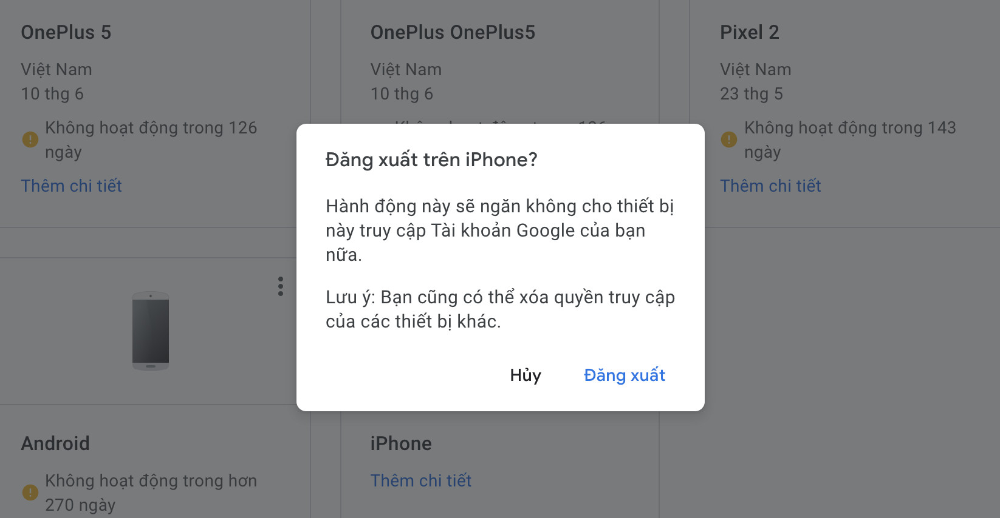 OnePlus 5
Việt Nam
10 thg 6
Không hoạt động trong 126
ngày
Thêm chi tiết
OnePlus OnePlus5
Việt Nam
10 thg 6
Pixel 2
Việt Nam
23 thg 5
Không hoạt động trong 143
ngày
Thêm chi tiết
Đăng xuất trên iPhone?
Hành động này sẽ ngăn không cho thiết bị
này truy cập Tài khoản Google của bạn
nữa.
Lưu ý: Bạn cũng có thể xóa quyền truy cập
của các thiết bị khác.
Hủy
Đăng xuất
Android
Không hoạt động trong hơn
270 ngày
iPhone
Thêm chi tiết